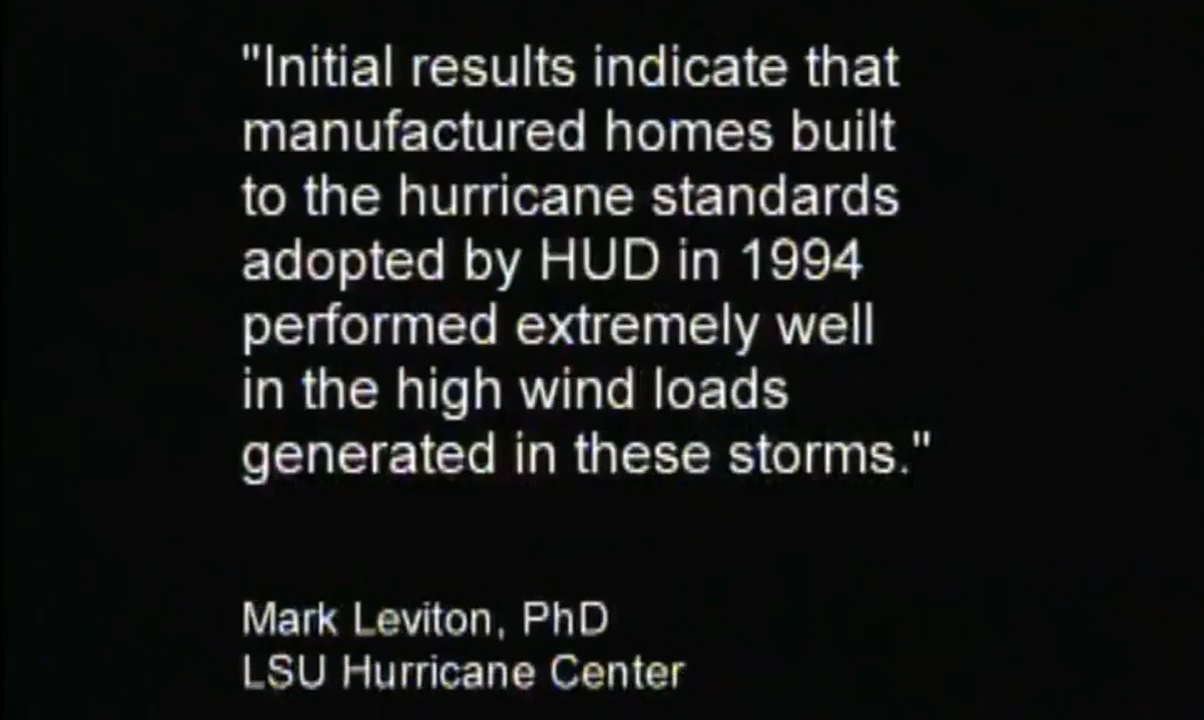 "Initial results indicate that
manufactured homes built
to the hurricane standards
adopted by HUD in 1994
performed extremely well
in the high wind loads
generated in these storms."
Mark Leviton, PhD
LSU Hurricane Center